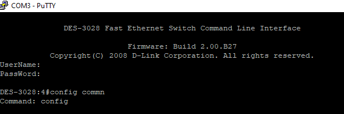 COM3 - PuTTY
DES-3028 Fast Ethernet Switch Command Line Interface
Firmware: Build 2.00.B27
Copyright(C) 2008 D-Link Corporation. All rights reserved.
UserName:
PassWord:
DES-3028:4#config commn
Command: config